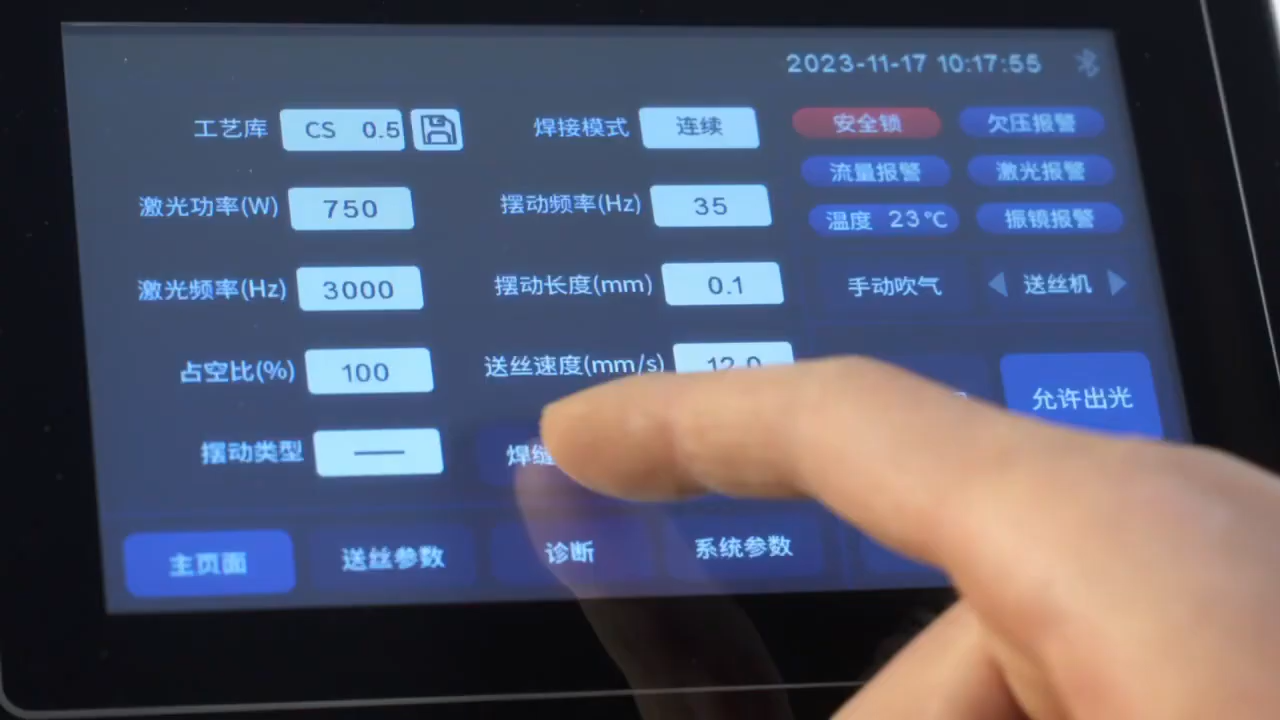 2023-11-17 10:17:55
工艺库 CS 0.5 焊接模式 连续 安全锁 欠压报警
流量报警 激光报警
激光功率(W) 750 摆动频率(Hz) 35 温度 23℃ 振镜报警
激光频率(Hz) 3000 摆动长度(mm) 0.1 手动吹气 送丝机
占空比(%) 100 送丝速度(mm/s) 12.0 允许出光
摆动类型 焊缝
主页面 送丝参数 诊断 系统参数